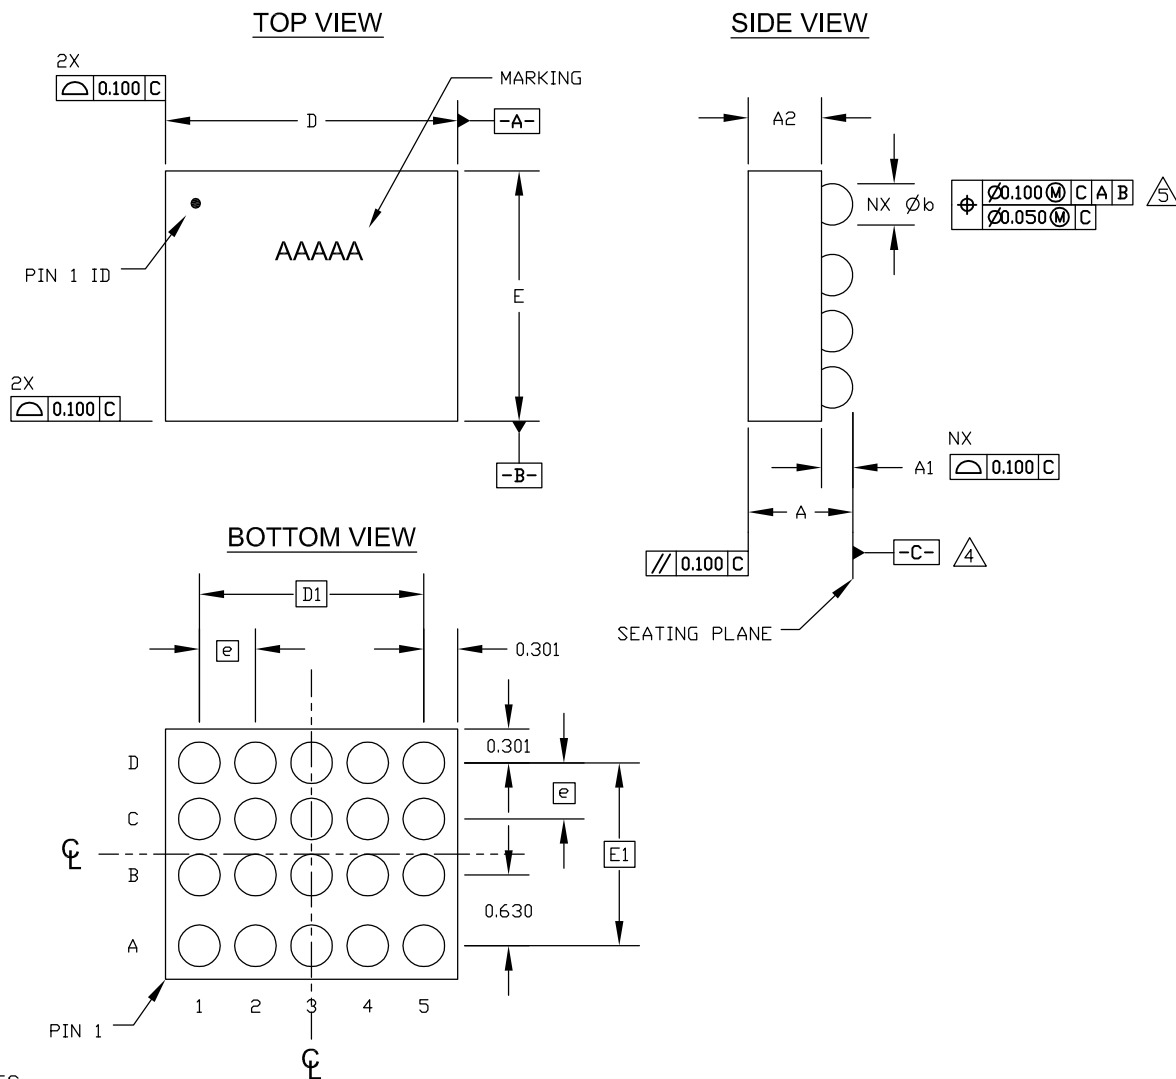 TOP VIEW
SIDE VIEW
2X
⌓ 0.100 C
MARKING
D
-A-
A2
PIN 1 ID
AAAAA
E
NX Øb
⌖ Ø0.100 Ⓜ C A B
Ø0.050 Ⓜ C
5
2X
⌓ 0.100 C
-B-
NX
A1
⌓ 0.100 C
A
// 0.100 C
-C-
4
SEATING PLANE
BOTTOM VIEW
D1
e
0.301
0.301
e
E1
0.630
D
C
℄
B
A
1 2 3 4 5
PIN 1
℄